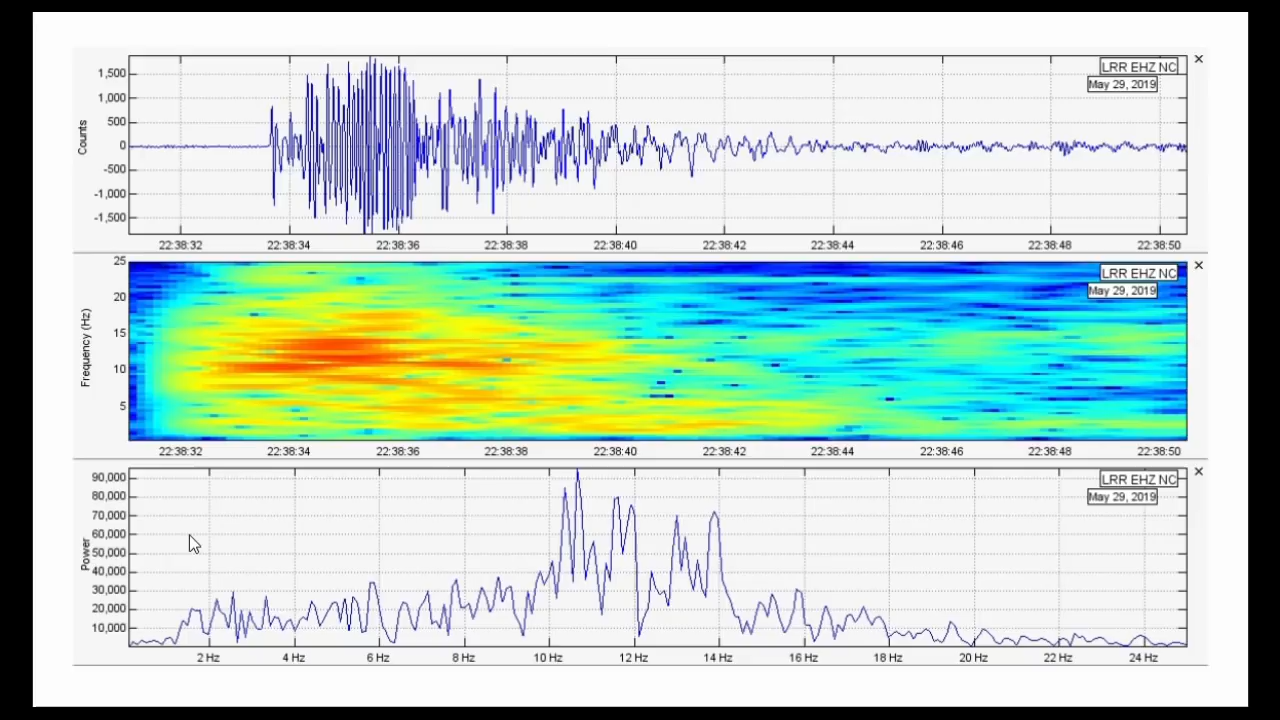 LRR EHZ NC
May 29, 2019
1,500
1,000
500
0
-500
-1,000
-1,500
Counts
22:38:32 22:38:34 22:38:36 22:38:38 22:38:40 22:38:42 22:38:44 22:38:46 22:38:48 22:38:50
LRR EHZ NC
May 29, 2019
25
20
15
10
5
Frequency (Hz)
22:38:32 22:38:34 22:38:36 22:38:38 22:38:40 22:38:42 22:38:44 22:38:46 22:38:48 22:38:50
LRR EHZ NC
May 29, 2019
90,000
80,000
70,000
60,000
50,000
40,000
30,000
20,000
10,000
Power
2 Hz 4 Hz 6 Hz 8 Hz 10 Hz 12 Hz 14 Hz 16 Hz 18 Hz 20 Hz 22 Hz 24 Hz